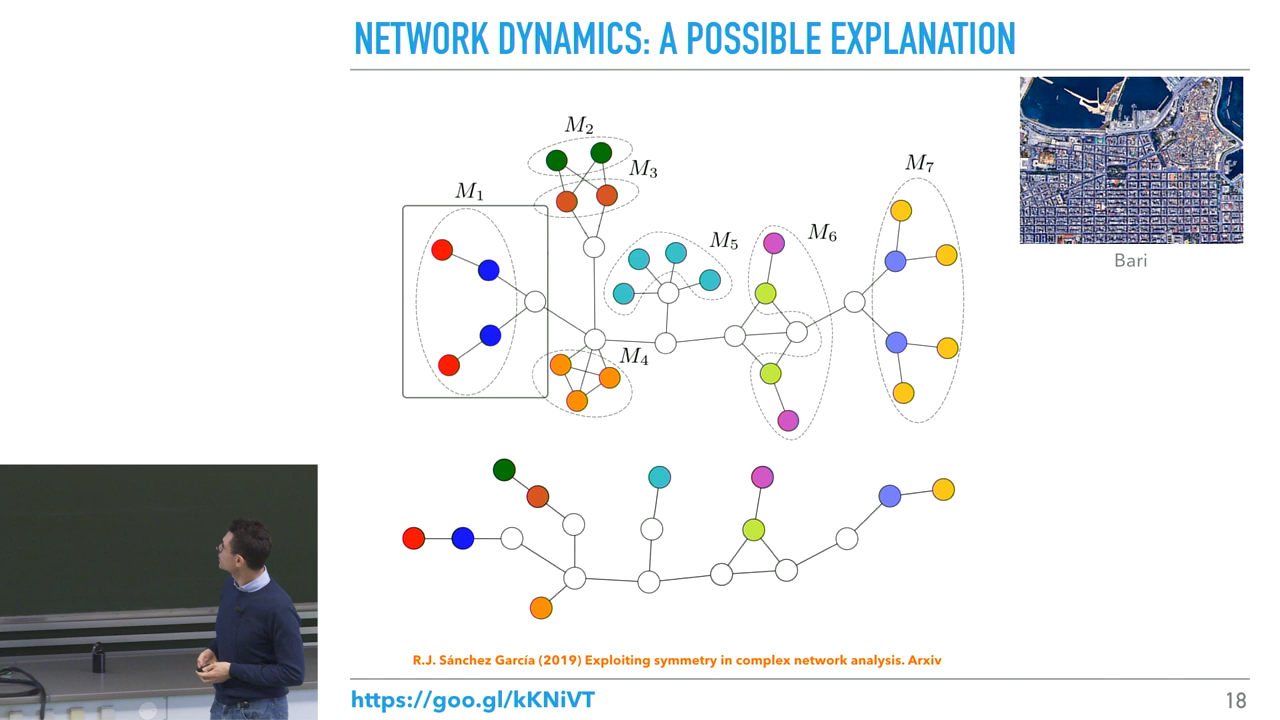 NETWORK DYNAMICS: A POSSIBLE EXPLANATION
M2
M3
M1
M7
M5
M6
M4
Bari
R.J. Sánchez García (2019) Exploiting symmetry in complex network analysis. Arxiv
https://goo.gl/kKNiVT
18